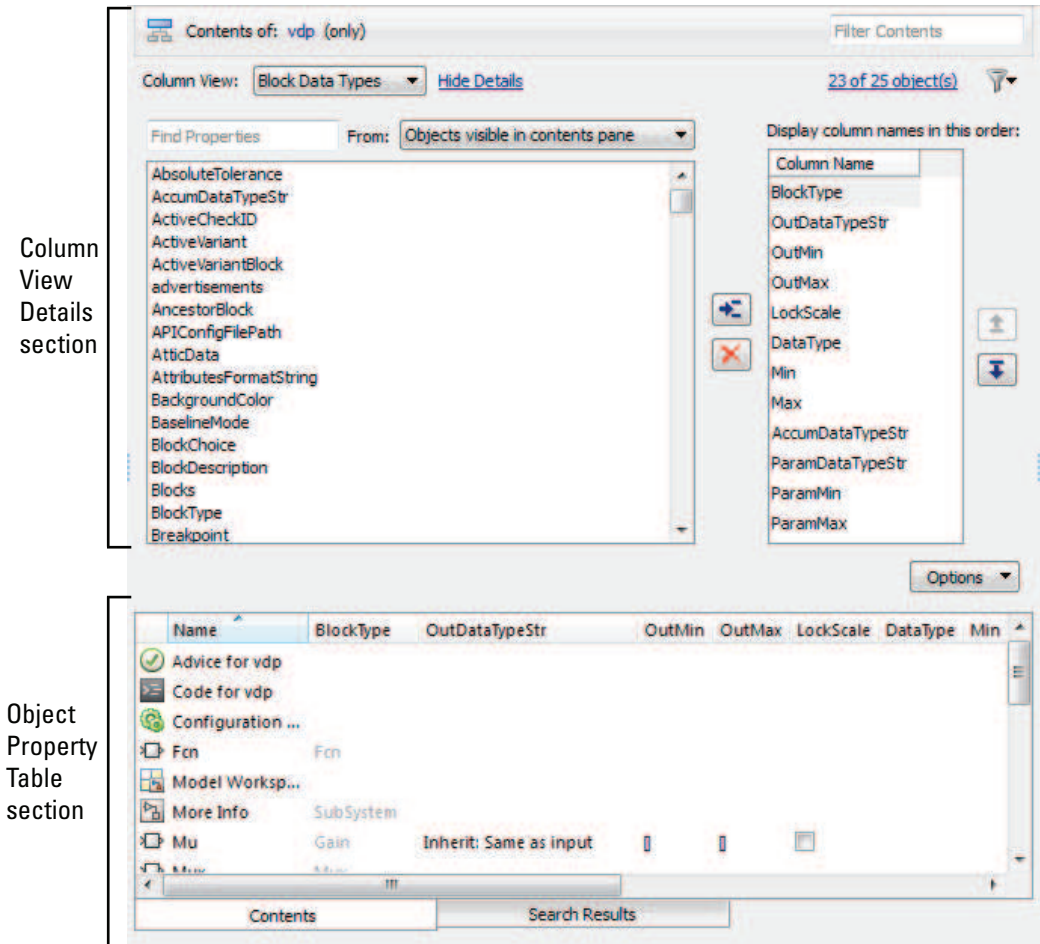 Contents of: vdp (only)
Filter Contents
Column View: Block Data Types Hide Details 23 of 25 object(s)
Find Properties From: Objects visible in contents pane
Display column names in this order:
Column View Details section
AbsoluteTolerance
AccumDataTypeStr
ActiveCheckID
ActiveVariant
ActiveVariantBlock
advertisements
AncestorBlock
APIConfigFilePath
AtticData
AttributesFormatString
BackgroundColor
BaselineMode
BlockChoice
BlockDescription
Blocks
BlockType
Breakpoint
Column Name
BlockType
OutDataTypeStr
OutMin
OutMax
LockScale
DataType
Min
Max
AccumDataTypeStr
ParamDataTypeStr
ParamMin
ParamMax
Options
Object Property Table section
Name BlockType OutDataTypeStr OutMin OutMax LockScale DataType Min
Advice for vdp
Code for vdp
Configuration ...
Fcn Fcn
Model Worksp...
More Info SubSystem
Mu Gain Inherit: Same as input [] []
Mux Mux
Contents Search Results